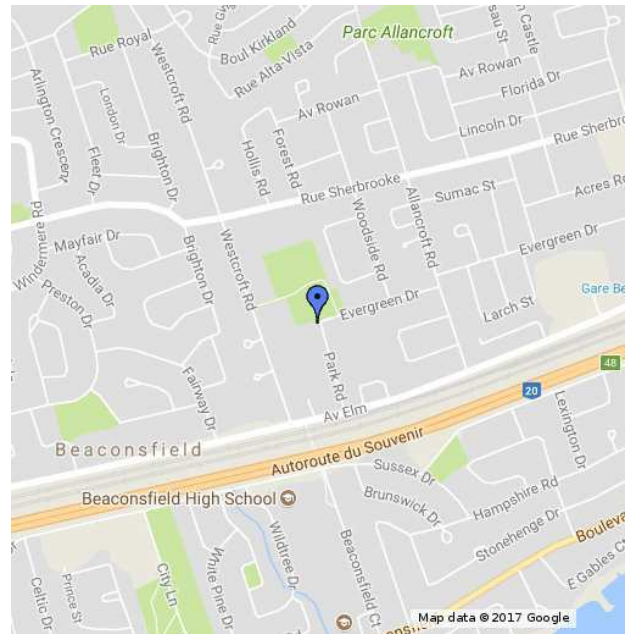 Parc Allancroft
Rue Royal
Boul Kirkland
Rue Alta Vista
Westcroft Rd
Castle
Av Rowan
Florida Dr
Arlington Crescent
London Dr
Av Rowan
Lincoln Dr
Fleer Dr
Brighton Dr
Hollis Rd
Forest Rd
Rue Sherbrooke
Rue Sherbro
Sumac St
Acres Ro
Windermere Rd
Mayfair Dr
Acadia Dr
Preston Dr
Brighton Dr
Westcroft Rd
Woodside Rd
Allancroft Rd
Evergreen Dr
Evergreen Dr
Larch St
Gare Be
Park Rd
Fairway Dr
Av Elm
48
20
Beaconsfield
Autoroute du Souvenir
Lexington Dr
Sussex Dr
Beaconsfield High School
Brunswick Dr
Hampshire Rd
Stonehenge Dr
Bouleva
City Ln
White Pine Dr
Wildtree Dr
Beaconsfield Ct
E Gables Ct
Celtic Dr
Prince St
Map data © 2017 Google